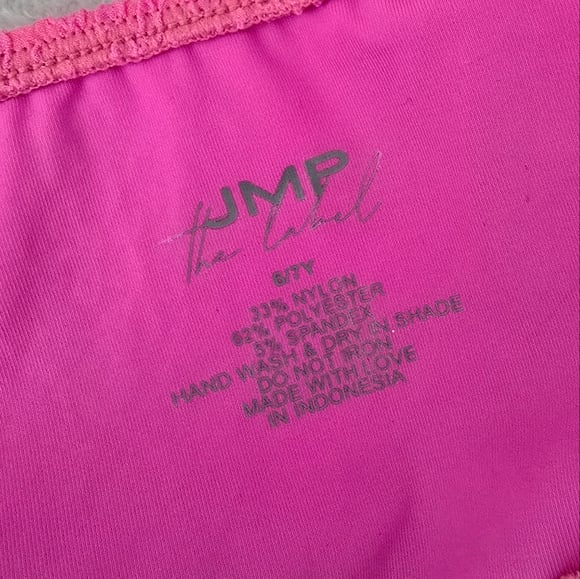 JMP
the label
6/7Y
33% NYLON
62% POLYESTER
5% SPANDEX
HAND WASH & DRY IN SHADE
DO NOT IRON
MADE WITH LOVE
IN INDONESIA